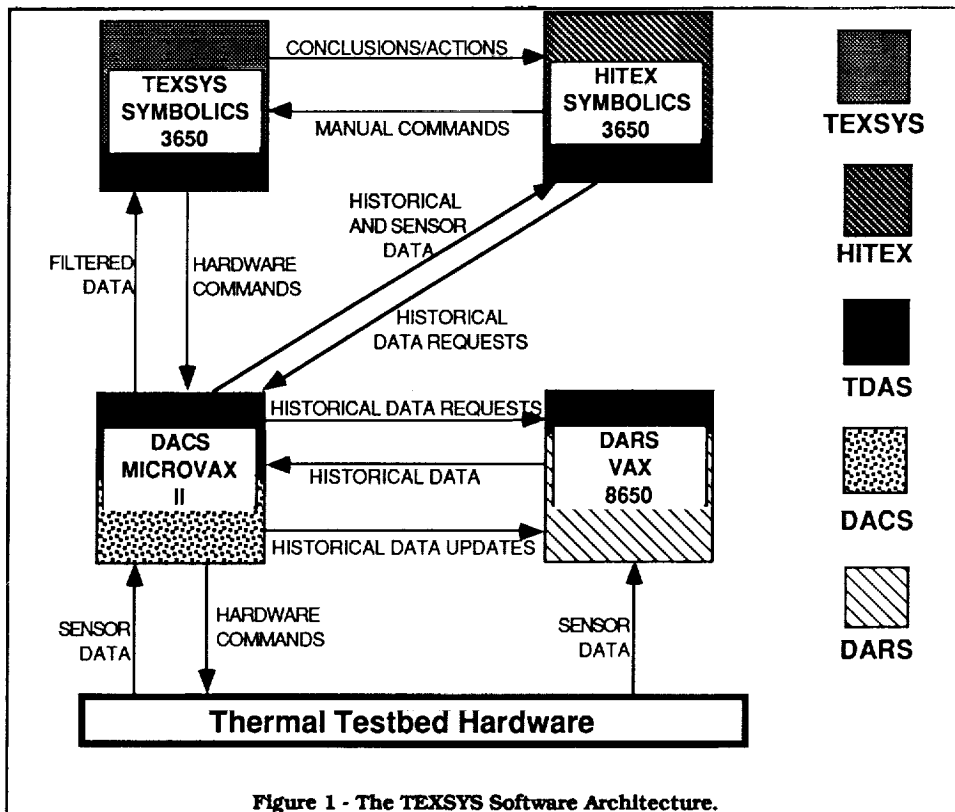 CONCLUSIONS/ACTIONS
TEXSYS
SYMBOLICS
3650
HITEX
SYMBOLICS
3650
MANUAL COMMANDS
TEXSYS
HITEX
TDAS
DACS
DARS
HISTORICAL
AND SENSOR
DATA
FILTERED
DATA
HARDWARE
COMMANDS
HISTORICAL
DATA REQUESTS
DACS
MICROVAX
II
HISTORICAL DATA REQUESTS
DARS
VAX
8650
HISTORICAL DATA
HISTORICAL DATA UPDATES
SENSOR
DATA
HARDWARE
COMMANDS
SENSOR
DATA
Thermal Testbed Hardware
Figure 1 - The TEXSYS Software Architecture.